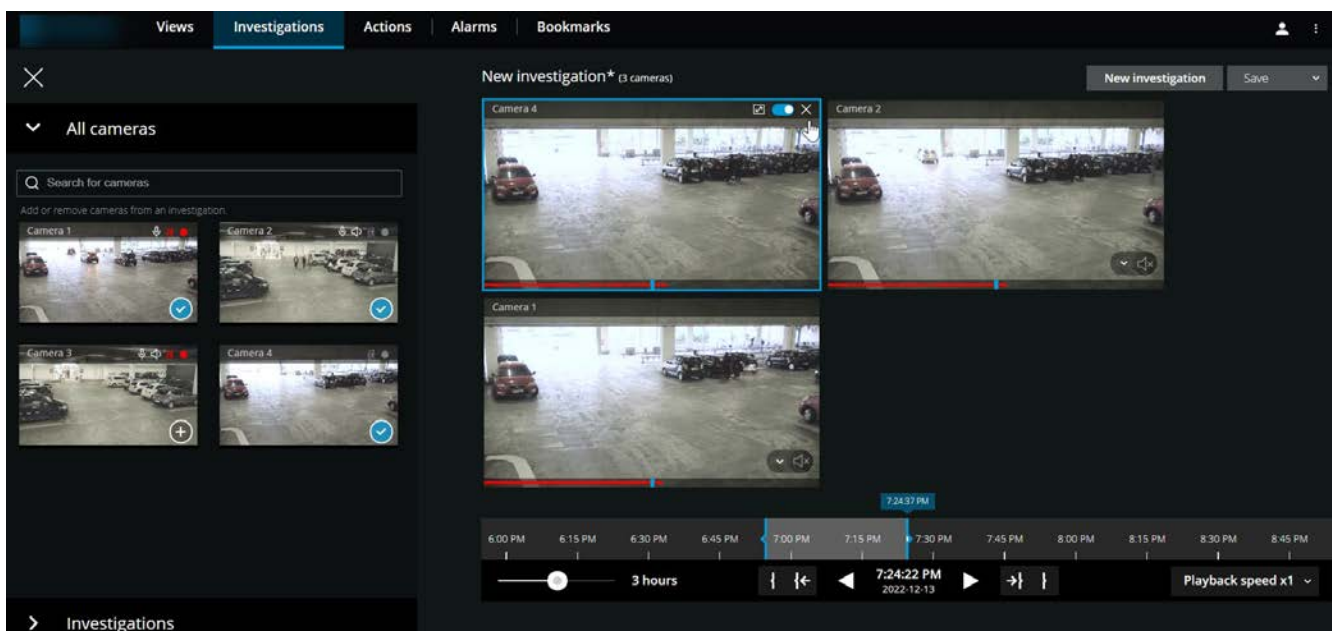 Views Investigations Actions Alarms Bookmarks
New investigation* (3 cameras)
New investigation Save
All cameras
Search for cameras
Add or remove cameras from an investigation.
Camera 1 Camera 2
Camera 3 Camera 4
Camera 4 Camera 2
Camera 1
7:24:37 PM
6:00 PM 6:15 PM 6:30 PM 6:45 PM 7:00 PM 7:15 PM 7:30 PM 7:45 PM 8:00 PM 8:15 PM 8:30 PM 8:45 PM
3 hours 7:24:22 PM Playback speed x1
2022-12-13
Investigations